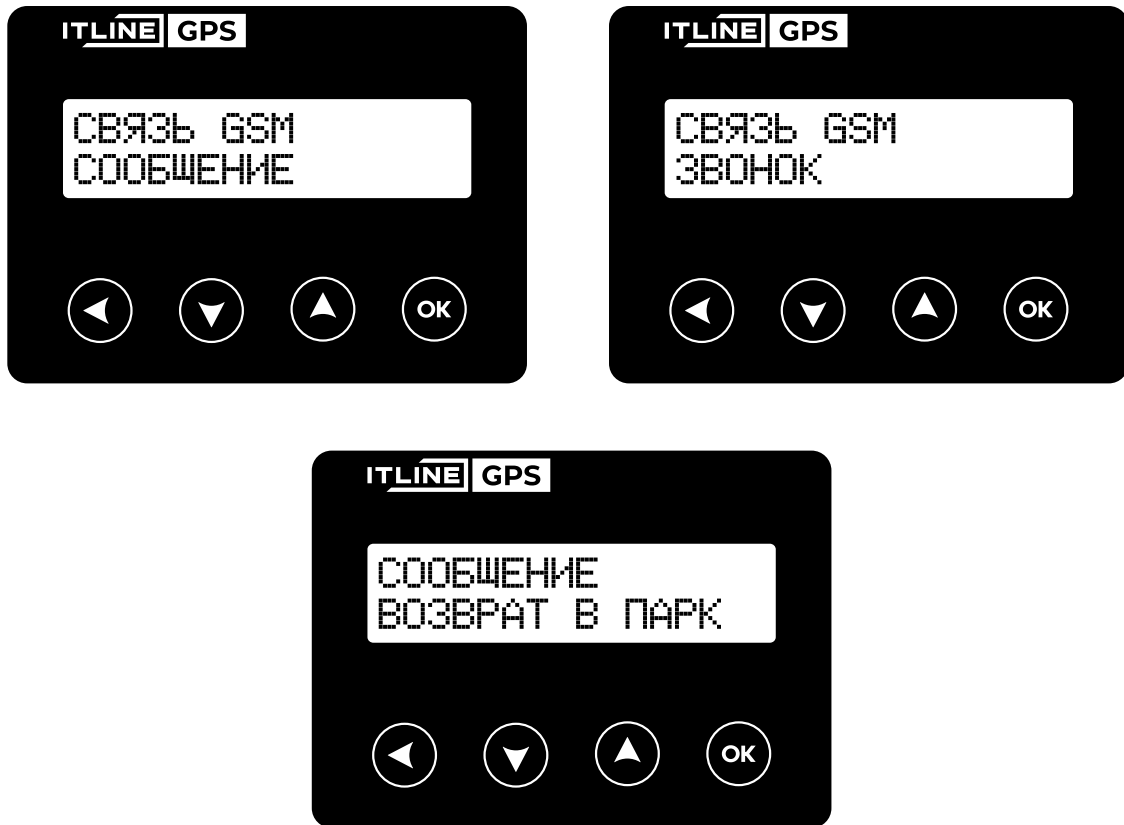 ITLINE GPS
СВЯЗЬ GSM
СООБЩЕНИЕ
OK
ITLINE GPS
СВЯЗЬ GSM
ЗВОНОК
OK
ITLINE GPS
СООБЩЕНИЕ
ВОЗВРАТ В ПАРК
OK